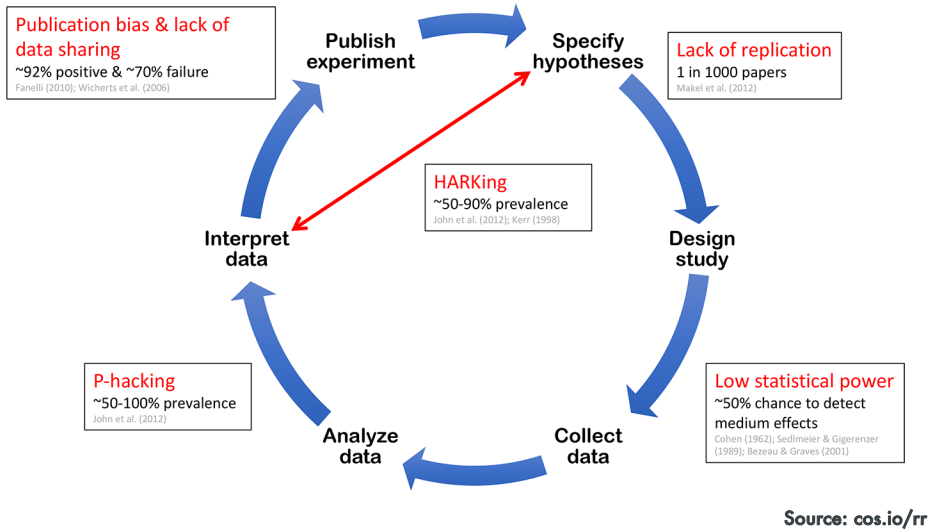 Publication bias & lack of
data sharing
~92% positive & ~70% failure
Fanelli (2010); Wicherts et al. (2006)
Publish
experiment
Specify
hypotheses
Lack of replication
1 in 1000 papers
Makel et al. (2012)
HARKing
~50-90% prevalence
John et al. (2012); Kerr (1998)
Interpret
data
Design
study
P-hacking
~50-100% prevalence
John et al. (2012)
Low statistical power
~50% chance to detect
medium effects
Cohen (1962); Sedlmeier & Gigerenzer
(1989); Bezeau & Graves (2001)
Analyze
data
Collect
data
Source: cos.io/rr